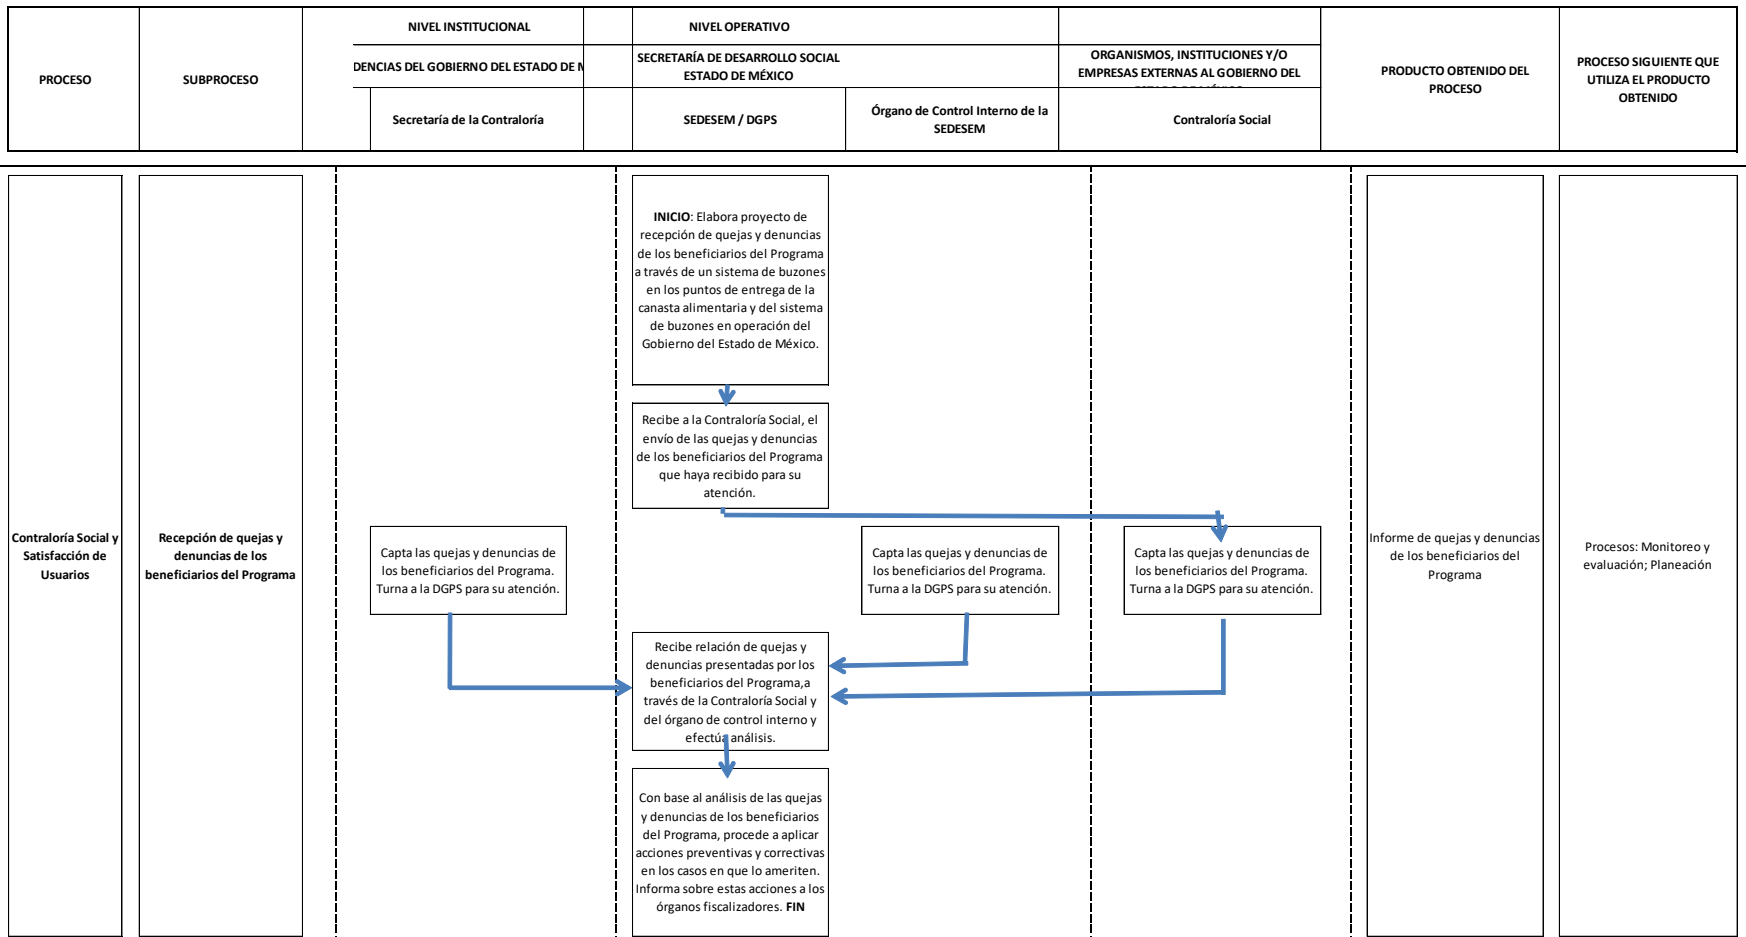 NIVEL INSTITUCIONAL
NIVEL OPERATIVO
PROCESO
SUBPROCESO
DENCIAS DEL GOBIERNO DEL ESTADO DE M
SECRETARÍA DE DESARROLLO SOCIAL
ESTADO DE MÉXICO
ORGANISMOS, INSTITUCIONES Y/O
EMPRESAS EXTERNAS AL GOBIERNO DEL
ESTADO DE MÉXICO
PRODUCTO OBTENIDO DEL
PROCESO
PROCESO SIGUIENTE QUE
UTILIZA EL PRODUCTO
OBTENIDO
Secretaría de la Contraloría
SEDESEM / DGPS
Órgano de Control Interno de la
SEDESEM
Contraloría Social
INICIO: Elabora proyecto de
recepción de quejas y denuncias
de los beneficiarios del Programa
a través de un sistema de buzones
en los puntos de entrega de la
canasta alimentaria y del sistema
de buzones en operación del
Gobierno del Estado de México.
Recibe a la Contraloría Social, el
envío de las quejas y denuncias
de los beneficiarios del Programa
que haya recibido para su
atención.
Contraloría Social y
Satisfacción de
Usuarios
Recepción de quejas y
denuncias de los
beneficiarios del Programa
Capta las quejas y denuncias de
los beneficiarios del Programa.
Turna a la DGPS para su atención.
Capta las quejas y denuncias de
los beneficiarios del Programa.
Turna a la DGPS para su atención.
Capta las quejas y denuncias de
los beneficiarios del Programa.
Turna a la DGPS para su atención.
Informe de quejas y denuncias
de los beneficiarios del
Programa
Procesos: Monitoreo y
evaluación; Planeación
Recibe relación de quejas y
denuncias presentadas por los
beneficiarios del Programa,a
través de la Contraloría Social y
del órgano de control interno y
efectúa análisis.
Con base al análisis de las quejas
y denuncias de los beneficiarios
del Programa, procede a aplicar
acciones preventivas y correctivas
en los casos en que lo ameriten.
Informa sobre estas acciones a los
órganos fiscalizadores. FIN